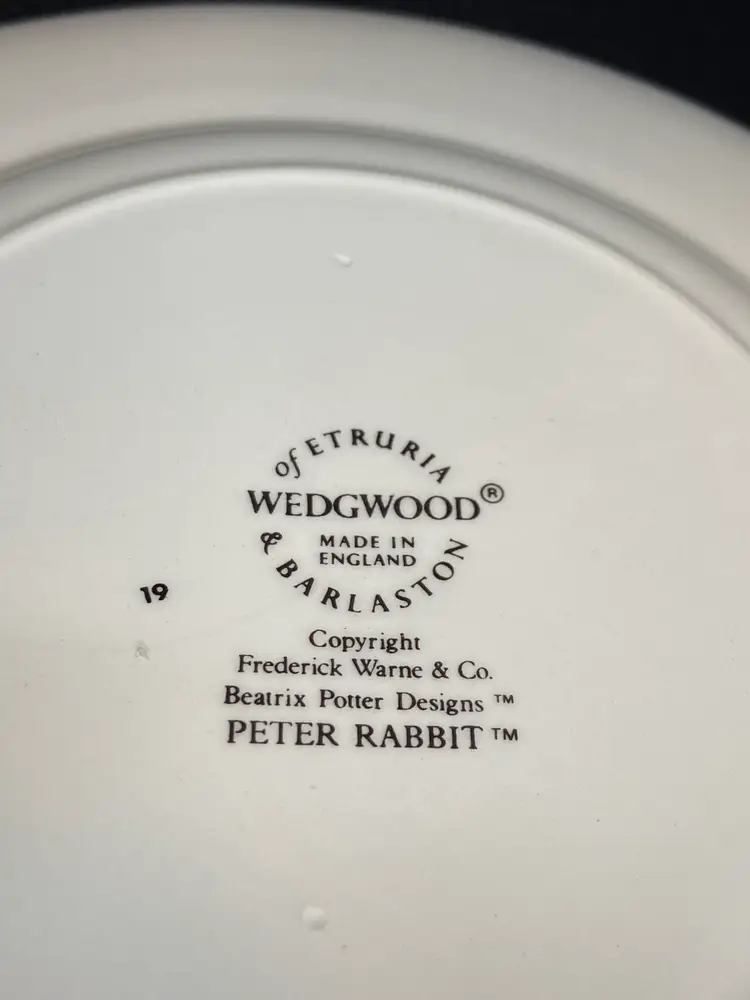 of ETRURIA
WEDGWOOD®
MADE IN
ENGLAND
& BARLASTON
19
Copyright
Frederick Warne & Co.
Beatrix Potter Designs ™
PETER RABBIT ™